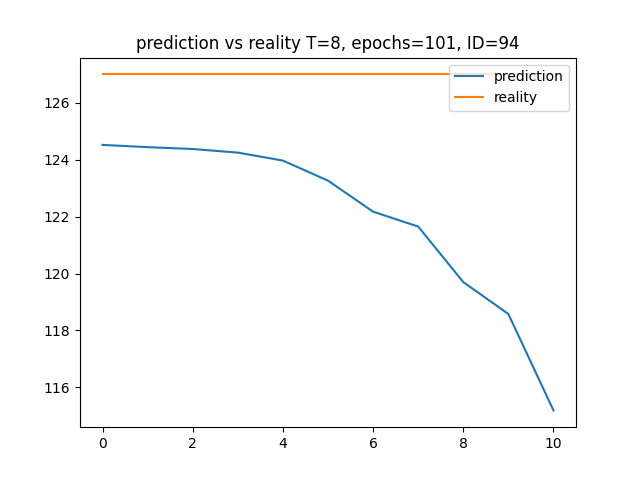 prediction vs reality T=8, epochs=101, ID=94
prediction
reality
126
124
122
120
118
116
0 2 4 6 8 10